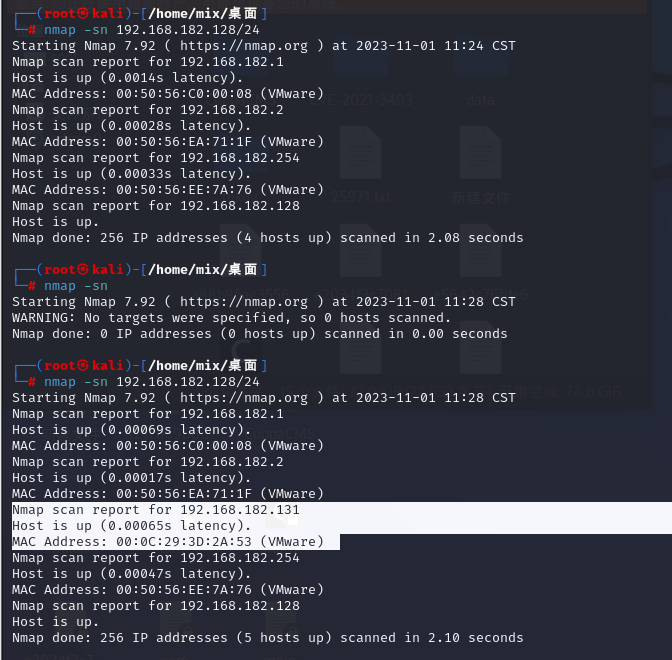 ┌──(root㉿kali)-[/home/mix/桌面]
└─# nmap -sn 192.168.182.128/24
Starting Nmap 7.92 ( https://nmap.org ) at 2023-11-01 11:24 CST
Nmap scan report for 192.168.182.1
Host is up (0.0014s latency).
MAC Address: 00:50:56:C0:00:08 (VMware)
Nmap scan report for 192.168.182.2
Host is up (0.00028s latency).
MAC Address: 00:50:56:EA:71:1F (VMware)
Nmap scan report for 192.168.182.254
Host is up (0.00033s latency).
MAC Address: 00:50:56:EE:7A:76 (VMware)
Nmap scan report for 192.168.182.128
Host is up.
Nmap done: 256 IP addresses (4 hosts up) scanned in 2.08 seconds
┌──(root㉿kali)-[/home/mix/桌面]
└─# nmap -sn
Starting Nmap 7.92 ( https://nmap.org ) at 2023-11-01 11:28 CST
WARNING: No targets were specified, so 0 hosts scanned.
Nmap done: 0 IP addresses (0 hosts up) scanned in 0.00 seconds
┌──(root㉿kali)-[/home/mix/桌面]
└─# nmap -sn 192.168.182.128/24
Starting Nmap 7.92 ( https://nmap.org ) at 2023-11-01 11:28 CST
Nmap scan report for 192.168.182.1
Host is up (0.00069s latency).
MAC Address: 00:50:56:C0:00:08 (VMware)
Nmap scan report for 192.168.182.2
Host is up (0.00017s latency).
MAC Address: 00:50:56:EA:71:1F (VMware)
Nmap scan report for 192.168.182.131
Host is up (0.00065s latency).
MAC Address: 00:0C:29:3D:2A:53 (VMware)
Nmap scan report for 192.168.182.254
Host is up (0.00047s latency).
MAC Address: 00:50:56:EE:7A:76 (VMware)
Nmap scan report for 192.168.182.128
Host is up.
Nmap done: 256 IP addresses (5 hosts up) scanned in 2.10 seconds
-2021-3493
data
25971.txt
新建文件